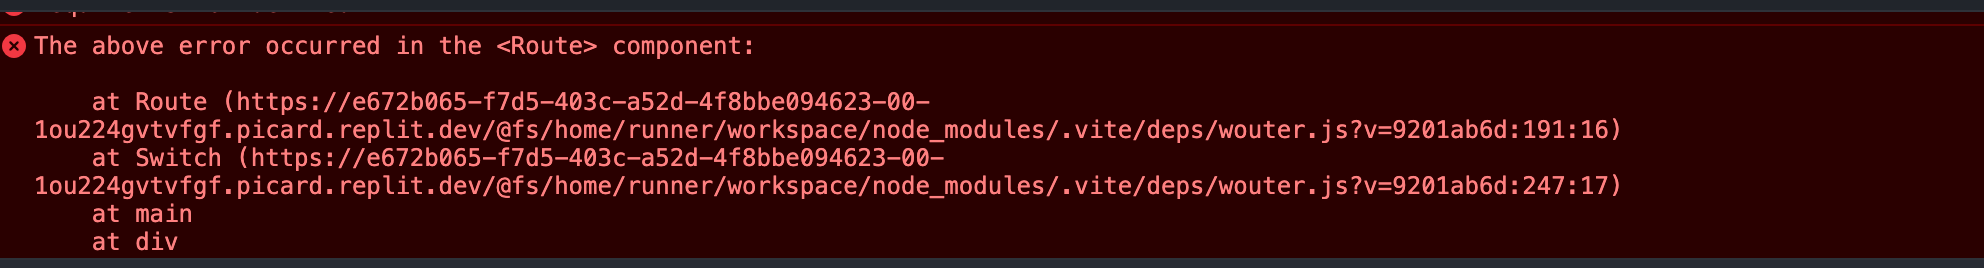 The above error occurred in the <Route> component:
at Route (https://e672b065-f7d5-403c-a52d-4f8bbe094623-00-
1ou224gvtvfgf.picard.replit.dev/@fs/home/runner/workspace/node_modules/.vite/deps/wouter.js?v=9201ab6d:191:16)
at Switch (https://e672b065-f7d5-403c-a52d-4f8bbe094623-00-
1ou224gvtvfgf.picard.replit.dev/@fs/home/runner/workspace/node_modules/.vite/deps/wouter.js?v=9201ab6d:247:17)
at main
at div